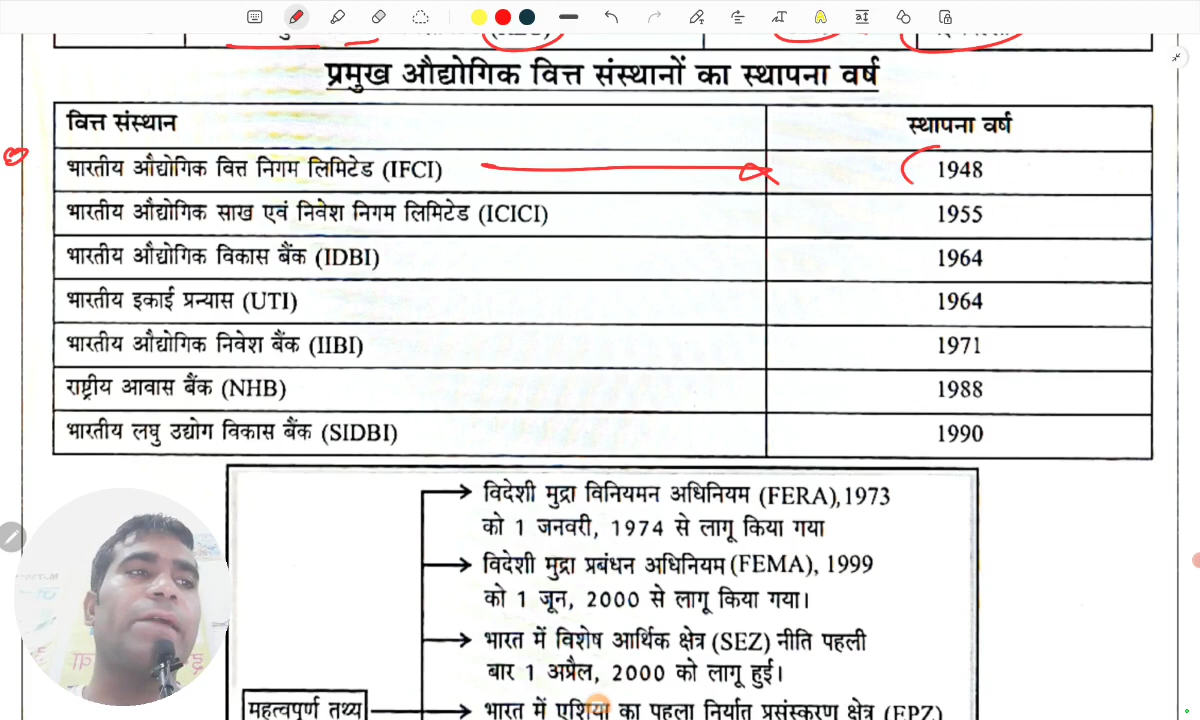 प्रमुख औद्योगिक वित्त संस्थानों का स्थापना वर्ष
वित्त संस्थान स्थापना वर्ष
भारतीय औद्योगिक वित्त निगम लिमिटेड (IFCI) 1948
भारतीय औद्योगिक साख एवं निवेश निगम लिमिटेड (ICICI) 1955
भारतीय औद्योगिक विकास बैंक (IDBI) 1964
भारतीय इकाई प्रन्यास (UTI) 1964
भारतीय औद्योगिक निवेश बैंक (IIBI) 1971
राष्ट्रीय आवास बैंक (NHB) 1988
भारतीय लघु उद्योग विकास बैंक (SIDBI) 1990
विदेशी मुद्रा विनियमन अधिनियम (FERA),1973
को 1 जनवरी, 1974 से लागू किया गया
विदेशी मुद्रा प्रबंधन अधिनियम (FEMA), 1999
को 1 जून, 2000 से लागू किया गया।
भारत में विशेष आर्थिक क्षेत्र (SEZ) नीति पहली
बार 1 अप्रैल, 2000 को लागू हुई।
महत्वपूर्ण तथ्य
भारत में एशिया का पहला निर्यात प्रसंस्करण क्षेत्र (EPZ)